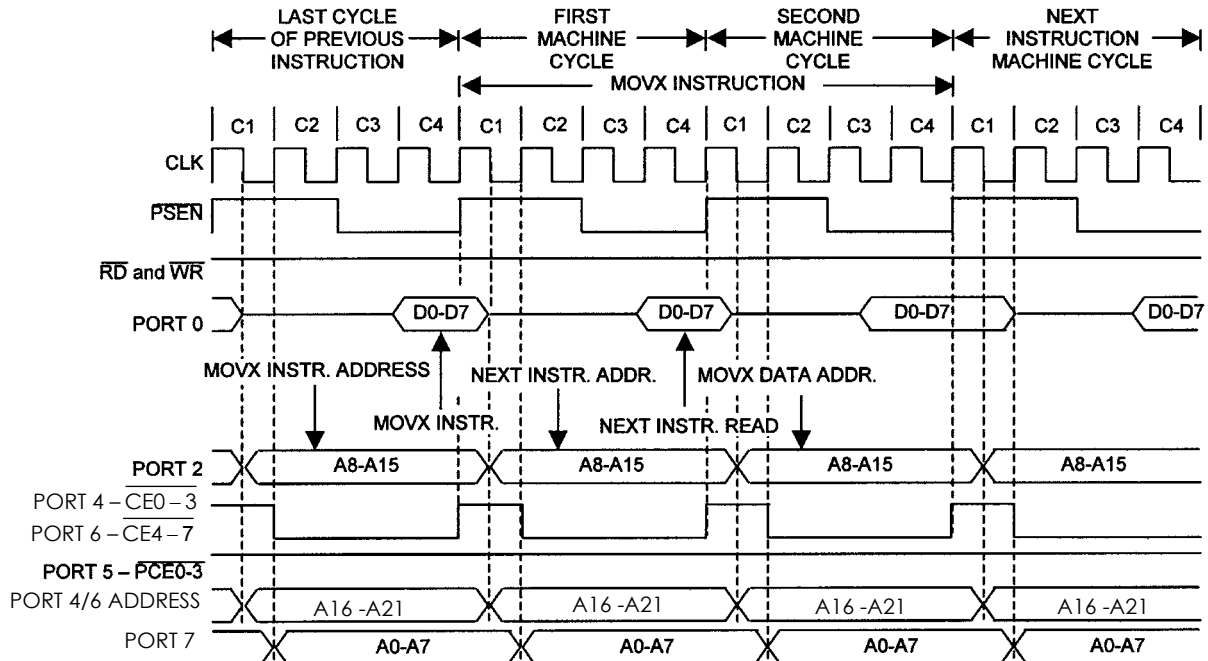 LAST CYCLE OF PREVIOUS INSTRUCTION
FIRST MACHINE CYCLE
SECOND MACHINE CYCLE
NEXT INSTRUCTION MACHINE CYCLE
MOVX INSTRUCTION
C1 C2 C3 C4 C1 C2 C3 C4 C1 C2 C3 C4 C1 C2 C3 C4
CLK
PSEN
RD and WR
PORT 0 D0-D7 D0-D7 D0-D7 D0-D7
MOVX INSTR. ADDRESS NEXT INSTR. ADDR. MOVX DATA ADDR.
MOVX INSTR. NEXT INSTR. READ
PORT 2 A8-A15 A8-A15 A8-A15 A8-A15
PORT 4 – CE0 – 3
PORT 6 – CE4 – 7
PORT 5 – PCE0-3
PORT 4/6 ADDRESS A16 -A21 A16 -A21 A16 -A21 A16 -A21
PORT 7 A0-A7 A0-A7 A0-A7 A0-A7